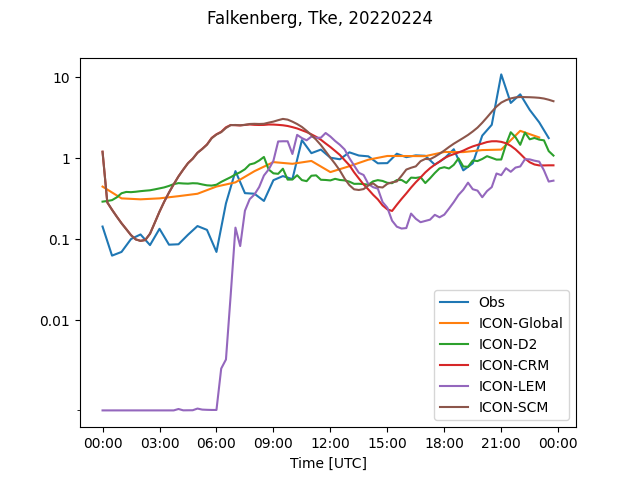 Falkenberg, Tke, 20220224
10
1
0.1
0.01
Obs
ICON-Global
ICON-D2
ICON-CRM
ICON-LEM
ICON-SCM
00:00 03:00 06:00 09:00 12:00 15:00 18:00 21:00 00:00
Time [UTC]